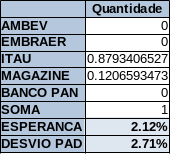 Quantidade
AMBEV 0
EMBRAER 0
ITAU 0.8793406527
MAGAZINE 0.1206593473
BANCO PAN 0
SOMA 1
ESPERANCA 2.12%
DESVIO PAD 2.71%